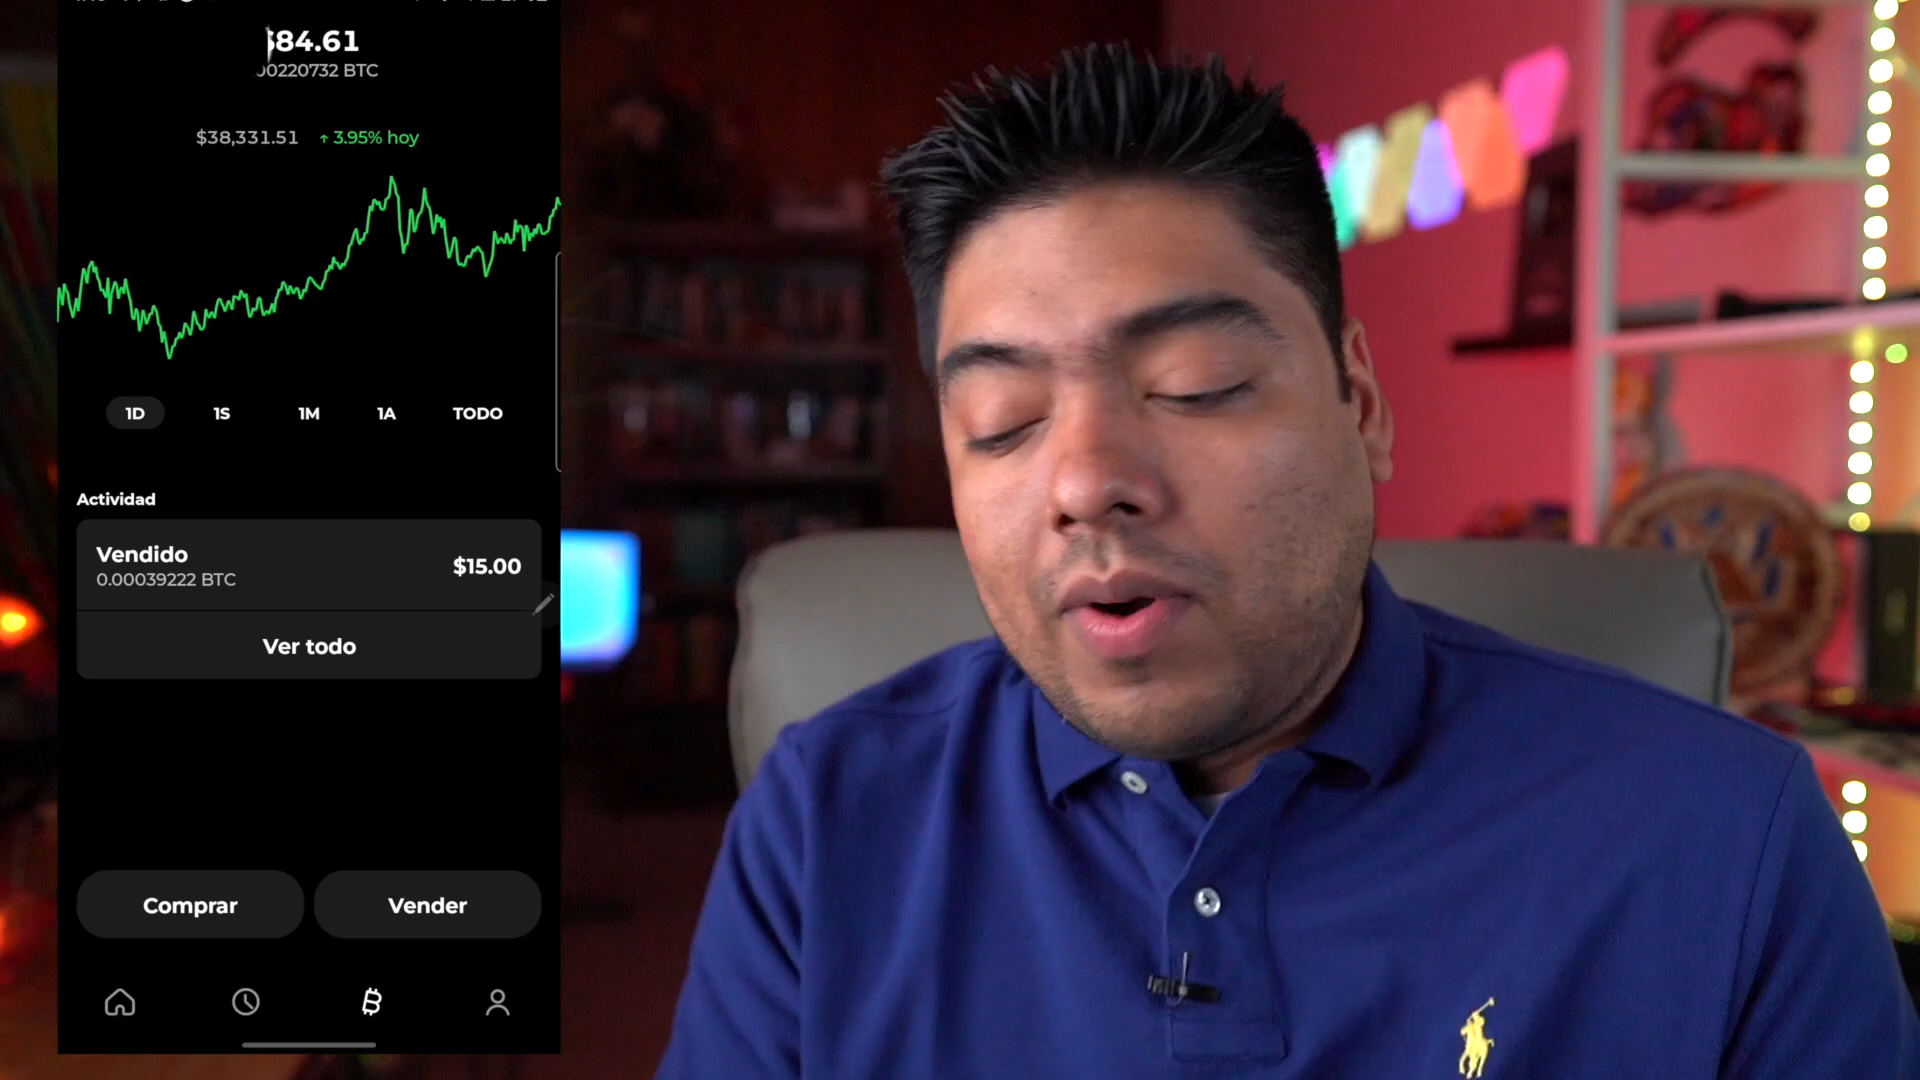 $84.61
00220732 BTC
$38,331.51 ↑ 3.95% hoy
1D 1S 1M 1A TODO
Actividad
Vendido
$15.00
0.00039222 BTC
Ver todo
Comprar Vender